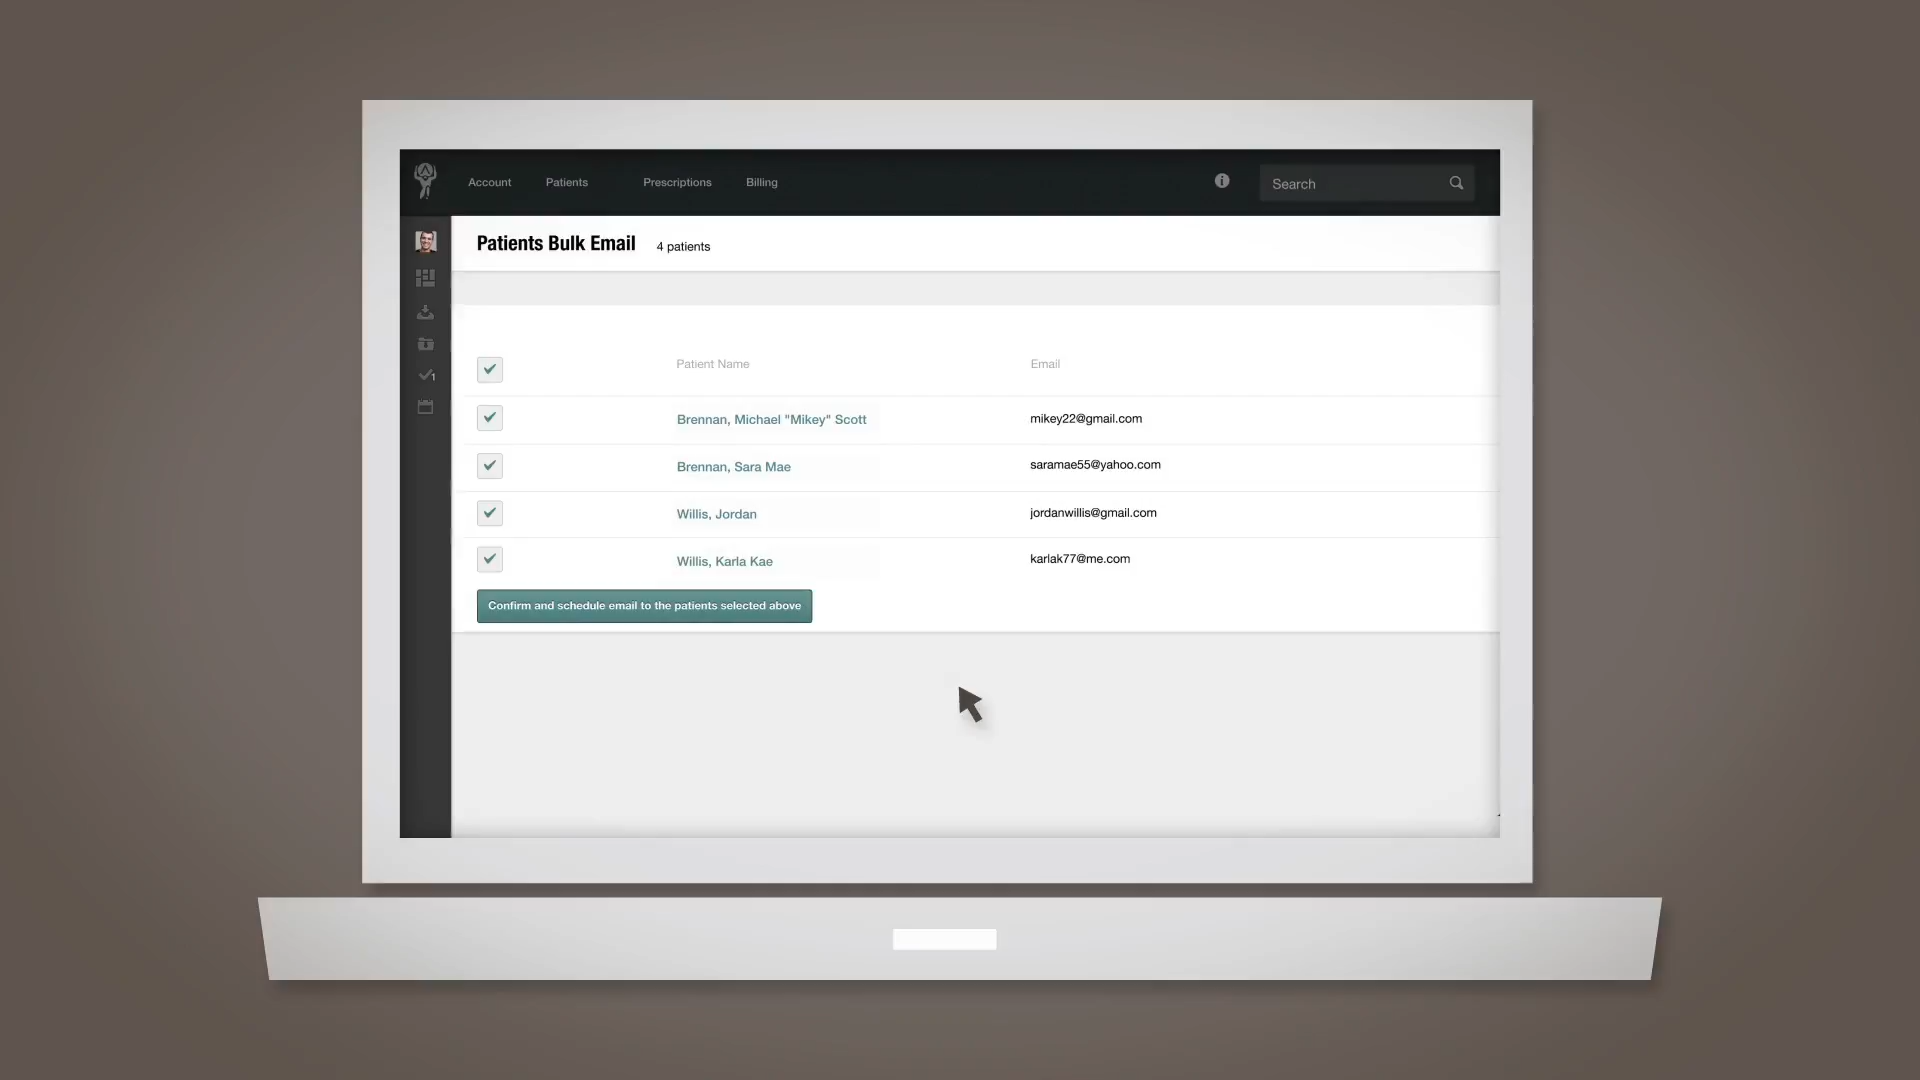 Account Patients Prescriptions Billing Search
Patients Bulk Email 4 patients
Patient Name Email
Brennan, Michael "Mikey" Scott mikey22@gmail.com
Brennan, Sara Mae saramae55@yahoo.com
Willis, Jordan jordanwillis@gmail.com
1
Willis, Karla Kae karlak77@me.com
Confirm and schedule email to the patients selected above